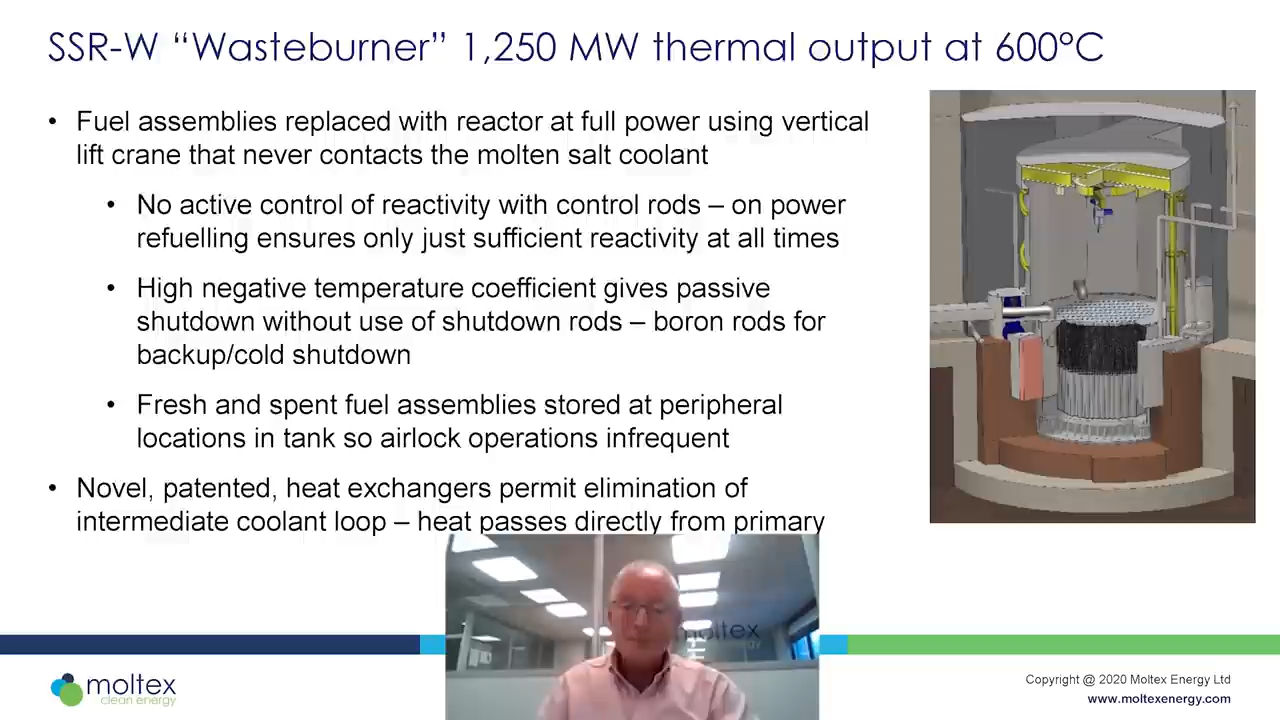 SSR-W “Wasteburner” 1,250 MW thermal output at 600°C
• Fuel assemblies replaced with reactor at full power using vertical
lift crane that never contacts the molten salt coolant
• No active control of reactivity with control rods – on power
refuelling ensures only just sufficient reactivity at all times
• High negative temperature coefficient gives passive
shutdown without use of shutdown rods – boron rods for
backup/cold shutdown
• Fresh and spent fuel assemblies stored at peripheral
locations in tank so airlock operations infrequent
• Novel, patented, heat exchangers permit elimination of
intermediate coolant loop – heat passes directly from primary
moltex
energy
moltex
clean energy
Copyright @ 2020 Moltex Energy Ltd
www.moltexenergy.com